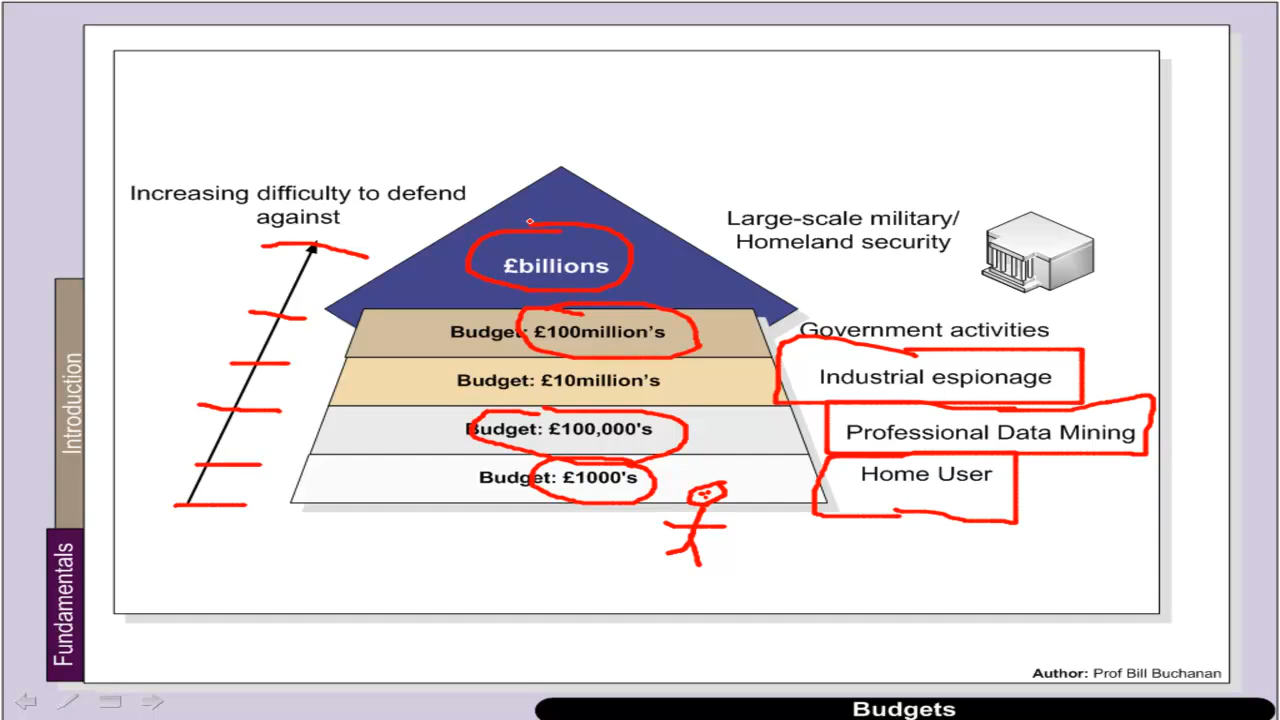 Increasing difficulty to defend
against
£billions
Large-scale military/
Homeland security
Budget: £100million’s
Government activities
Budget: £10million’s
Industrial espionage
Budget: £100,000's
Professional Data Mining
Budget: £1000's
Home User
Introduction
Fundamentals
Author: Prof Bill Buchanan
Budgets